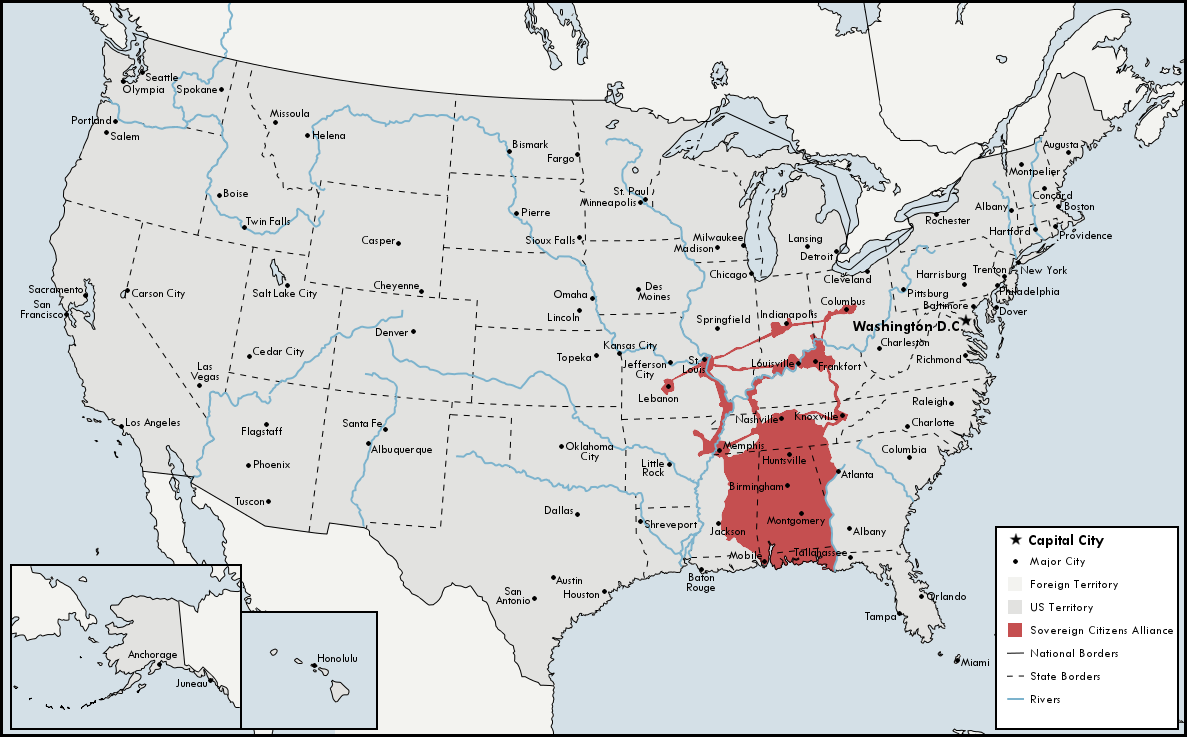 Seattle
Olympia
Spokane
Portland
Salem
Missoula
Helena
Boise
Twin Falls
Bismark
Fargo
Pierre
Sioux Falls
St. Paul
Minneapolis
Casper
Cheyenne
Sacramento
San
Francisco
Carson City
Salt Lake City
Cedar City
Las
Vegas
Denver
Omaha
Lincoln
Des
Moines
Madison
Milwaukee
Chicago
Lansing
Detroit
Cleveland
Columbus
Indianapolis
Springfield
Topeka
Kansas City
Jefferson
City
St.
Louis
Lebanon
Louisville
Frankfort
Augusta
Montpelier
Concord
Boston
Albany
Hartford
Providence
Rochester
New York
Trenton
Harrisburg
Philadelphia
Pittsburg
Baltimore
Dover
Washington D.C
Charleston
Richmond
Raleigh
Charlotte
Columbia
Knoxville
Nashville
Memphis
Huntsville
Birmingham
Montgomery
Atlanta
Albany
Tallanassee
Mobile
Jackson
Baton
Rouge
Little
Rock
Shreveport
Oklahoma
City
Dallas
Austin
San
Antonio
Houston
Los Angeles
Flagstaff
Phoenix
Tuscon
Santa Fe
Albuquerque
Orlando
Tampa
Miami
Anchorage
Juneau
Honolulu
Capital City
Major City
Foreign Territory
US Territory
Sovereign Citizens Alliance
National Borders
State Borders
Rivers